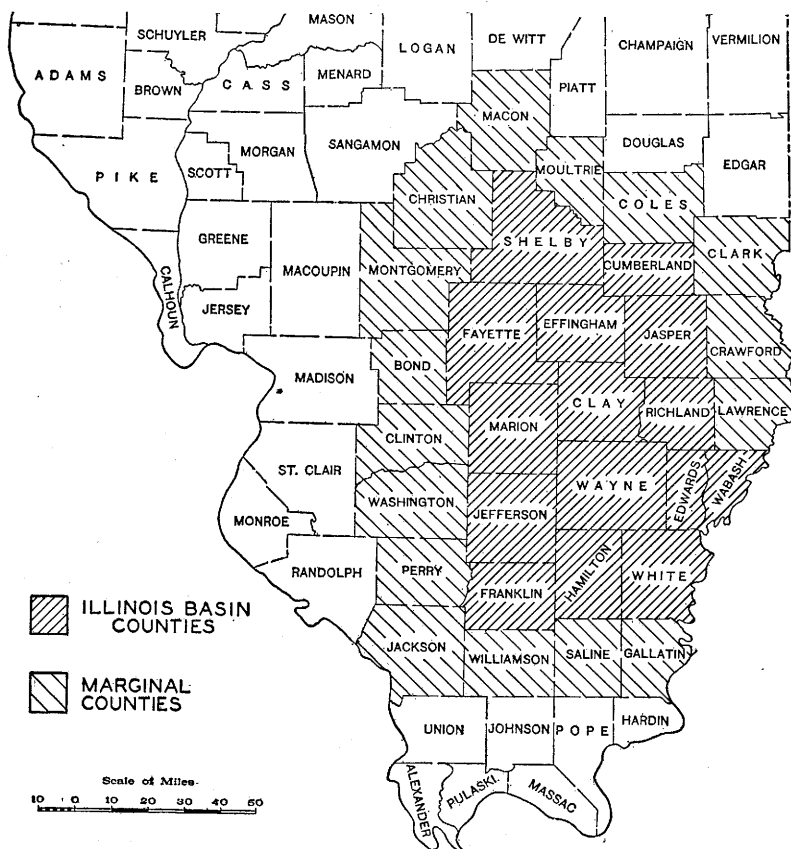 MASON
SCHUYLER
LOGAN
DE WITT
CHAMPAIGN
VERMILION
ADAMS
BROWN
CASS
MENARD
PIATT
MACON
SANGAMON
MORGAN
DOUGLAS
EDGAR
PIKE
SCOTT
MOULTRIE
CHRISTIAN
COLES
GREENE
SHELBY
CLARK
CALHOUN
MACOUPIN
MONTGOMERY
CUMBERLAND
JERSEY
FAYETTE
EFFINGHAM
JASPER
CRAWFORD
BOND
MADISON
CLAY
RICHLAND
LAWRENCE
MARION
CLINTON
ST. CLAIR
WAYNE
EDWARDS
WABASH
WASHINGTON
JEFFERSON
MONROE
RANDOLPH
PERRY
HAMILTON
WHITE
FRANKLIN
ILLINOIS BASIN
COUNTIES
JACKSON
WILLIAMSON
SALINE
GALLATIN
MARGINAL
COUNTIES
UNION
JOHNSON
POPE
HARDIN
Scale of Miles.
10 0 10 20 30 40 50
ALEXANDER
PULASKI.
MASSAC